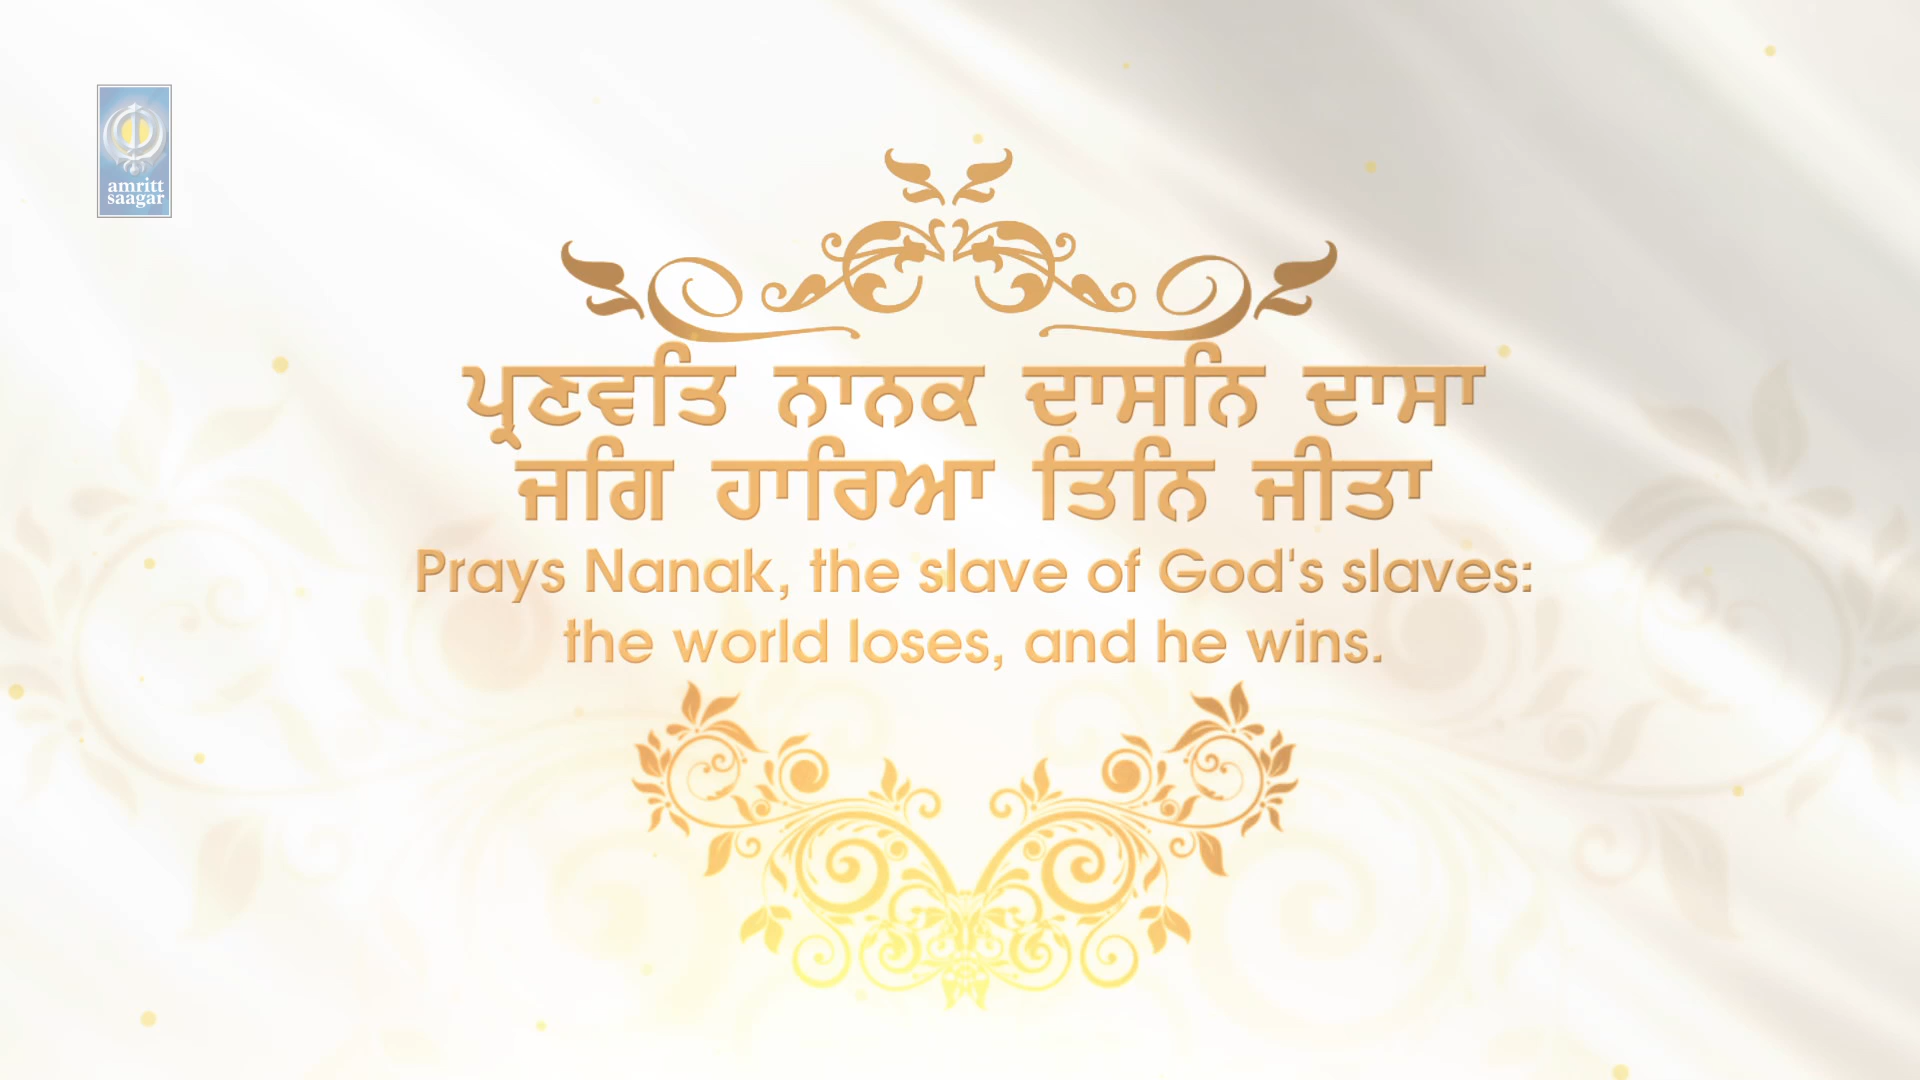 amritt
saagar
ਪ੍ਰਣਵਤਿ ਨਾਨਕ ਦਾਸਨਿ ਦਾਸਾ
ਜਗਿ ਹਾਰਿਆ ਤਿਨਿ ਜੀਤਾ
Prays Nanak, the slave of God's slaves:
the world loses, and he wins.